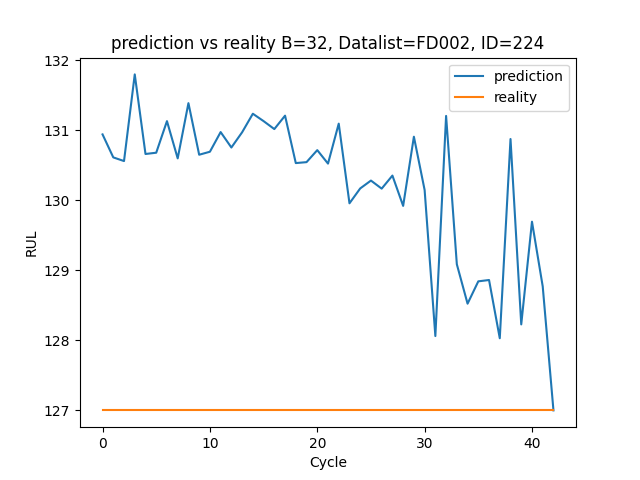 prediction vs reality B=32, Datalist=FD002, ID=224
prediction
reality
132
131
130
129
128
127
RUL
0 10 20 30 40
Cycle